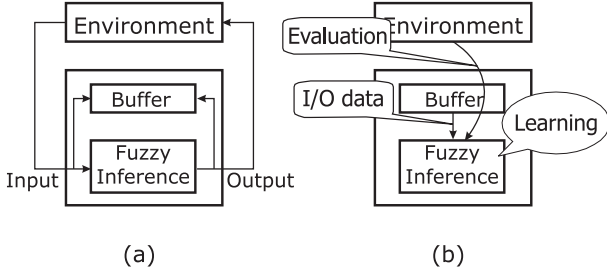 Environment
Buffer
Fuzzy
Inference
Input
Output
(a)
Environment
Evaluation
I/O data
Buffer
Learning
Fuzzy
Inference
(b)